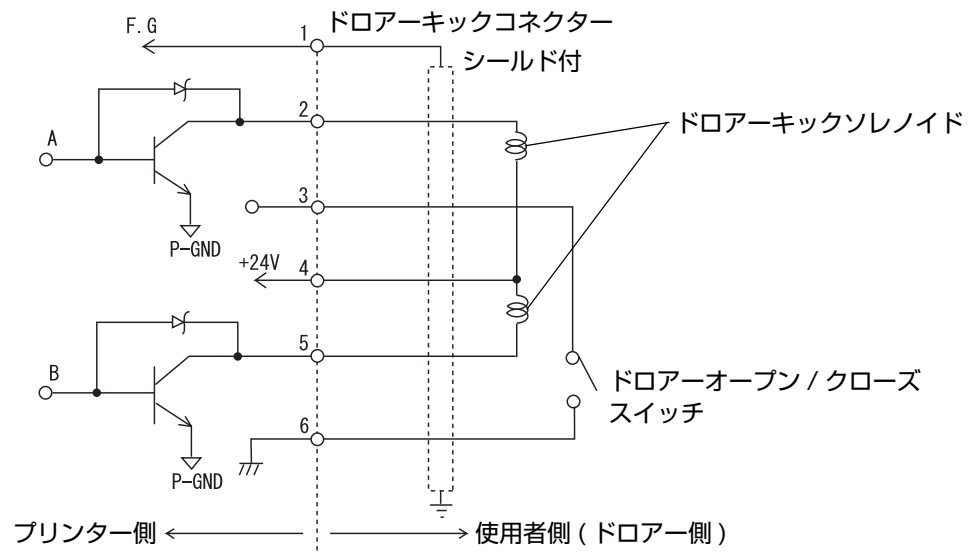 F.G
1
ドロアーキックコネクター
シールド付
2
ドロアーキックソレノイド
A
3
P-GND
+24V
4
5
B
ドロアーオープン / クローズ
スイッチ
6
P-GND
プリンター側
使用者側 ( ドロアー側 )